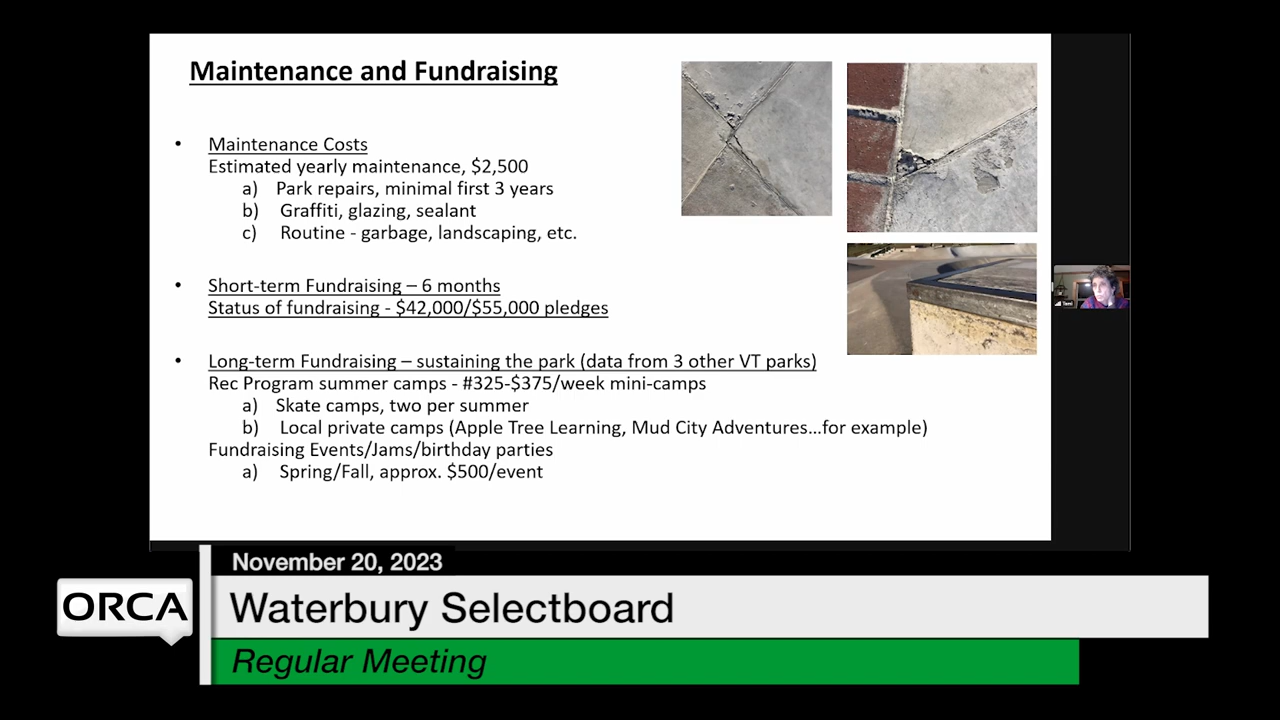 Maintenance and Fundraising
• Maintenance Costs
Estimated yearly maintenance, $2,500
a) Park repairs, minimal first 3 years
b) Graffiti, glazing, sealant
c) Routine - garbage, landscaping, etc.
• Short-term Fundraising – 6 months
Status of fundraising - $42,000/$55,000 pledges
• Long-term Fundraising – sustaining the park (data from 3 other VT parks)
Rec Program summer camps - #325-$375/week mini-camps
a) Skate camps, two per summer
b) Local private camps (Apple Tree Learning, Mud City Adventures...for example)
Fundraising Events/Jams/birthday parties
a) Spring/Fall, approx. $500/event
Tami
November 20, 2023
ORCA
Waterbury Selectboard
Regular Meeting